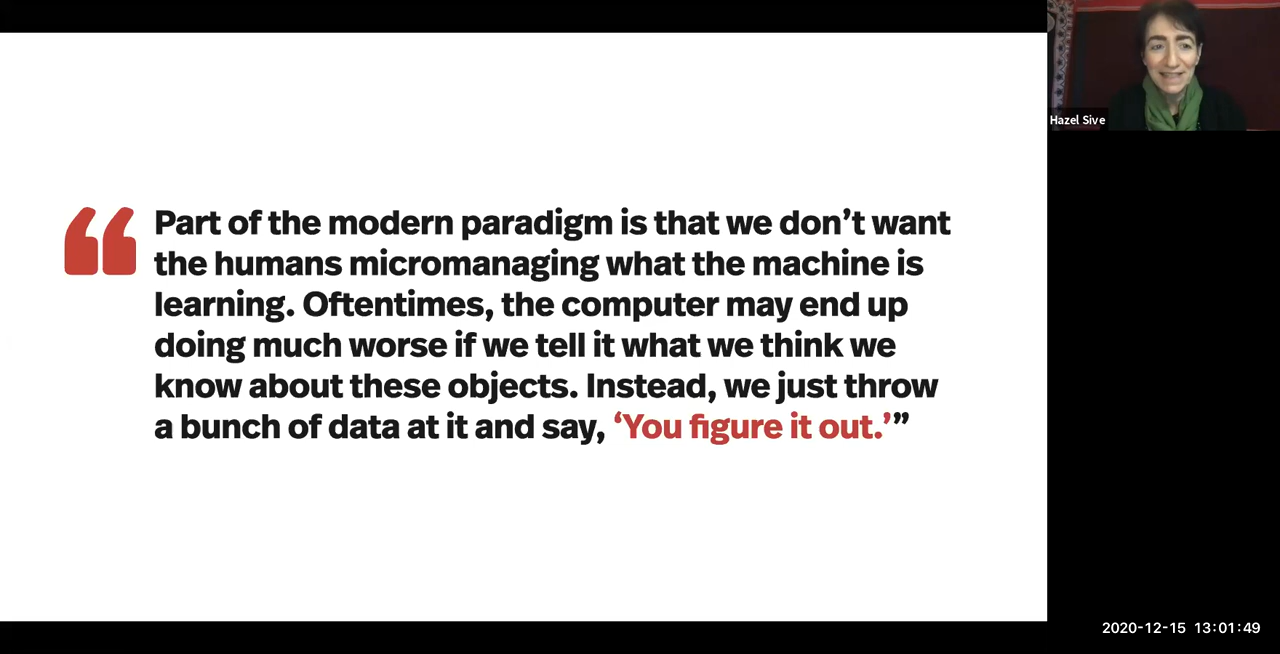 “Part of the modern paradigm is that we don’t want
the humans micromanaging what the machine is
learning. Oftentimes, the computer may end up
doing much worse if we tell it what we think we
know about these objects. Instead, we just throw
a bunch of data at it and say, ‘You figure it out.’”
Hazel Sive
2020-12-15 13:01:49